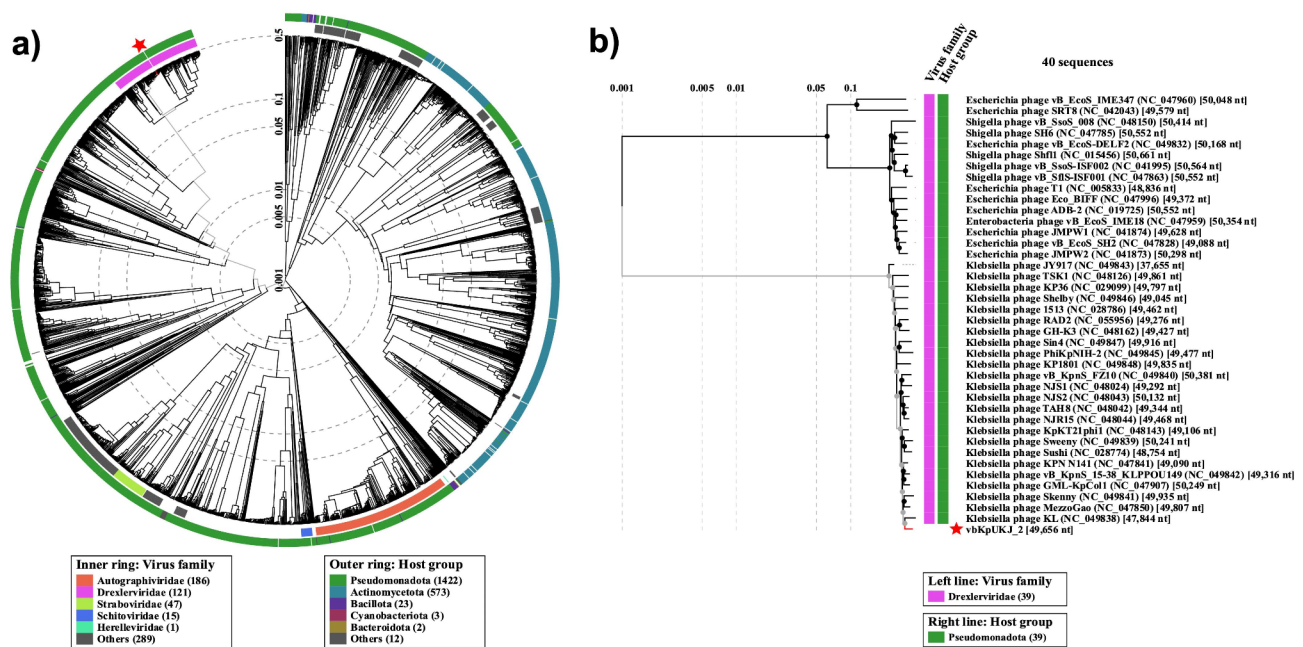 a)
0.5
0.1
0.05
0.01
0.005
0.001
Inner ring: Virus family
Autographiviridae (186)
Drexlerviridae (121)
Straboviridae (47)
Schitoviridae (15)
Herelleviridae (1)
Others (289)
Outer ring: Host group
Pseudomonadota (1422)
Actinomycetota (573)
Bacillota (23)
Cyanobacteriota (3)
Bacteroidota (2)
Others (12)
b)
Virus family
Host group
40 sequences
0.001 0.005 0.01 0.05 0.1
Escherichia phage vB_EcoS_IME347 (NC_047960) [50,048 nt]
Escherichia phage SRT8 (NC_042043) [49,579 nt]
Shigella phage vB_SsoS_008 (NC_048150) [50,414 nt]
Shigella phage SH6 (NC_047785) [50,552 nt]
Escherichia phage vB_EcoS-DELF2 (NC_049832) [50,168 nt]
Shigella phage Shfl1 (NC_015456) [50,661 nt]
Shigella phage vB_SsoS-ISF002 (NC_041995) [50,564 nt]
Shigella phage vB_SflS-ISF001 (NC_047863) [50,552 nt]
Escherichia phage T1 (NC_005833) [48,836 nt]
Escherichia phage Eco_BIFF (NC_047996) [49,372 nt]
Escherichia phage ADB-2 (NC_019725) [50,552 nt]
Enterobacteria phage vB_EcoS_IME18 (NC_047959) [50,354 nt]
Escherichia phage JMPW1 (NC_041874) [49,628 nt]
Escherichia phage vB_EcoS_SH2 (NC_047828) [49,088 nt]
Escherichia phage JMPW2 (NC_041873) [50,298 nt]
Klebsiella phage JY917 (NC_049843) [37,655 nt]
Klebsiella phage TSK1 (NC_048126) [49,861 nt]
Klebsiella phage KP36 (NC_029099) [49,797 nt]
Klebsiella phage Shelby (NC_049846) [49,045 nt]
Klebsiella phage 1513 (NC_028786) [49,462 nt]
Klebsiella phage RAD2 (NC_055956) [49,276 nt]
Klebsiella phage GH-K3 (NC_048162) [49,427 nt]
Klebsiella phage Sin4 (NC_049847) [49,916 nt]
Klebsiella phage PhiKpNIH-2 (NC_049845) [49,477 nt]
Klebsiella phage KP1801 (NC_049848) [49,835 nt]
Klebsiella phage vB_KpnS_FZ10 (NC_049840) [50,381 nt]
Klebsiella phage NJS1 (NC_048024) [49,292 nt]
Klebsiella phage NJS2 (NC_048043) [50,132 nt]
Klebsiella phage TAH8 (NC_048042) [49,344 nt]
Klebsiella phage NJR15 (NC_048044) [49,468 nt]
Klebsiella phage KpKT21phi1 (NC_048143) [49,106 nt]
Klebsiella phage Sweeny (NC_049839) [50,241 nt]
Klebsiella phage Sushi (NC_028774) [48,754 nt]
Klebsiella phage KPN N141 (NC_047841) [49,090 nt]
Klebsiella phage vB_KpnS_15-38_KLPPOU149 (NC_049842) [49,316 nt]
Klebsiella phage GML-KpCol1 (NC_047907) [50,249 nt]
Klebsiella phage Skenny (NC_049841) [49,935 nt]
Klebsiella phage MezzoGao (NC_047850) [49,807 nt]
Klebsiella phage KL (NC_049838) [47,844 nt]
vbKpUKJ_2 [49,656 nt]
Left line: Virus family
Drexlerviridae (39)
Right line: Host group
Pseudomonadota (39)